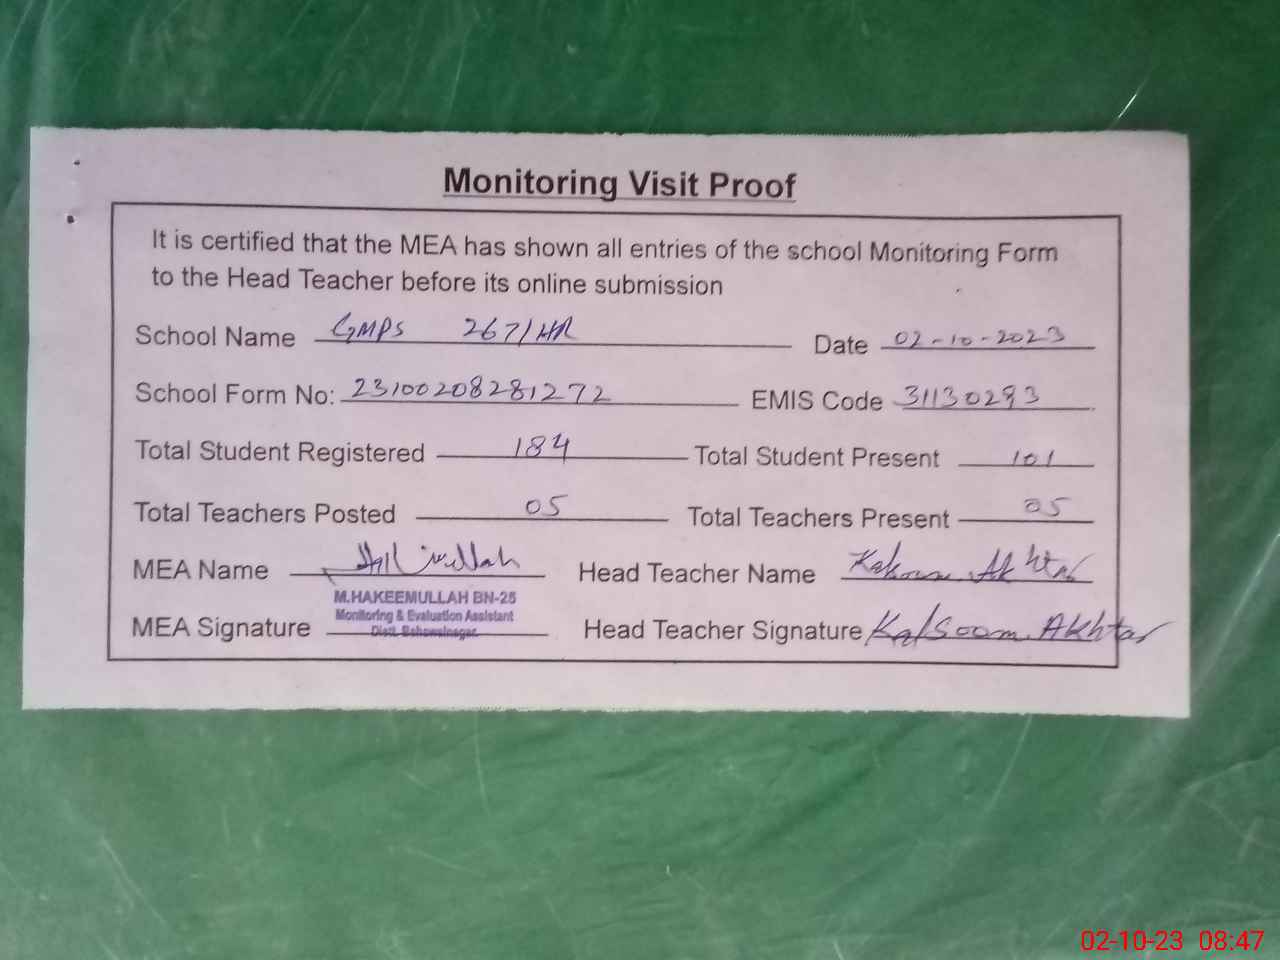 Monitoring Visit Proof
It is certified that the MEA has shown all entries of the school Monitoring Form
to the Head Teacher before its online submission
School Name GMPS 267/HR Date 02-10-2023
School Form No: 23100208281272 EMIS Code 31130293
Total Student Registered 184 Total Student Present 101
Total Teachers Posted 05 Total Teachers Present 05
MEA Name Head Teacher Name Kalsoom Akhtar
M.HAKEEMULLAH BN-25
Monitoring & Evaluation Assistant
Distt. Bahawalnagar
MEA Signature Head Teacher Signature Kalsoom Akhtar
02-10-23 08:47